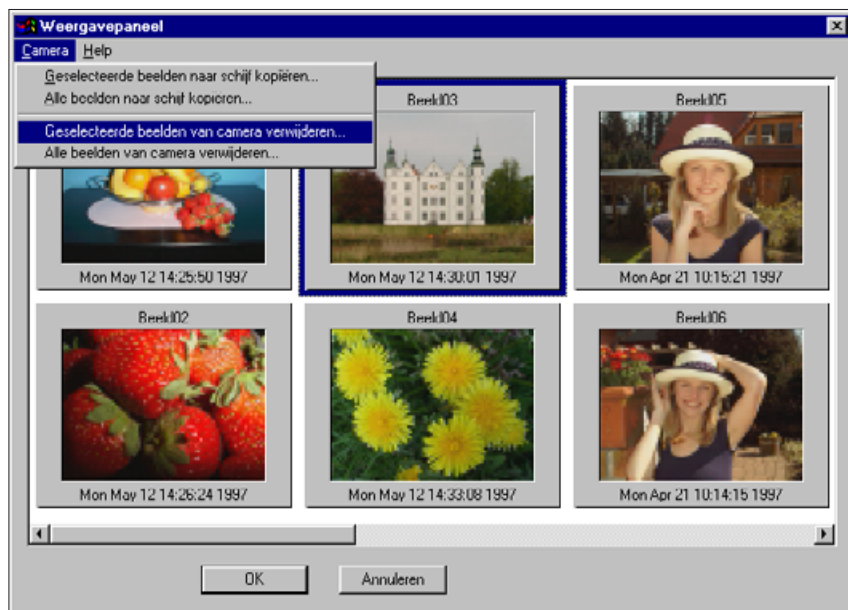 Weergavepaneel
Camera Help
Geselecteerde beelden naar schijf kopiëren...
Alle beelden naar schijf kopiëren...
Geselecteerde beelden van camera verwijderen...
Alle beelden van camera verwijderen...
Beeld03
Beeld05
Mon May 12 14:25:50 1997
Mon May 12 14:30:01 1997
Mon Apr 21 10:15:21 1997
Beeld02
Beeld04
Beeld06
Mon May 12 14:26:24 1997
Mon May 12 14:33:08 1997
Mon Apr 21 10:14:15 1997
OK
Annuleren